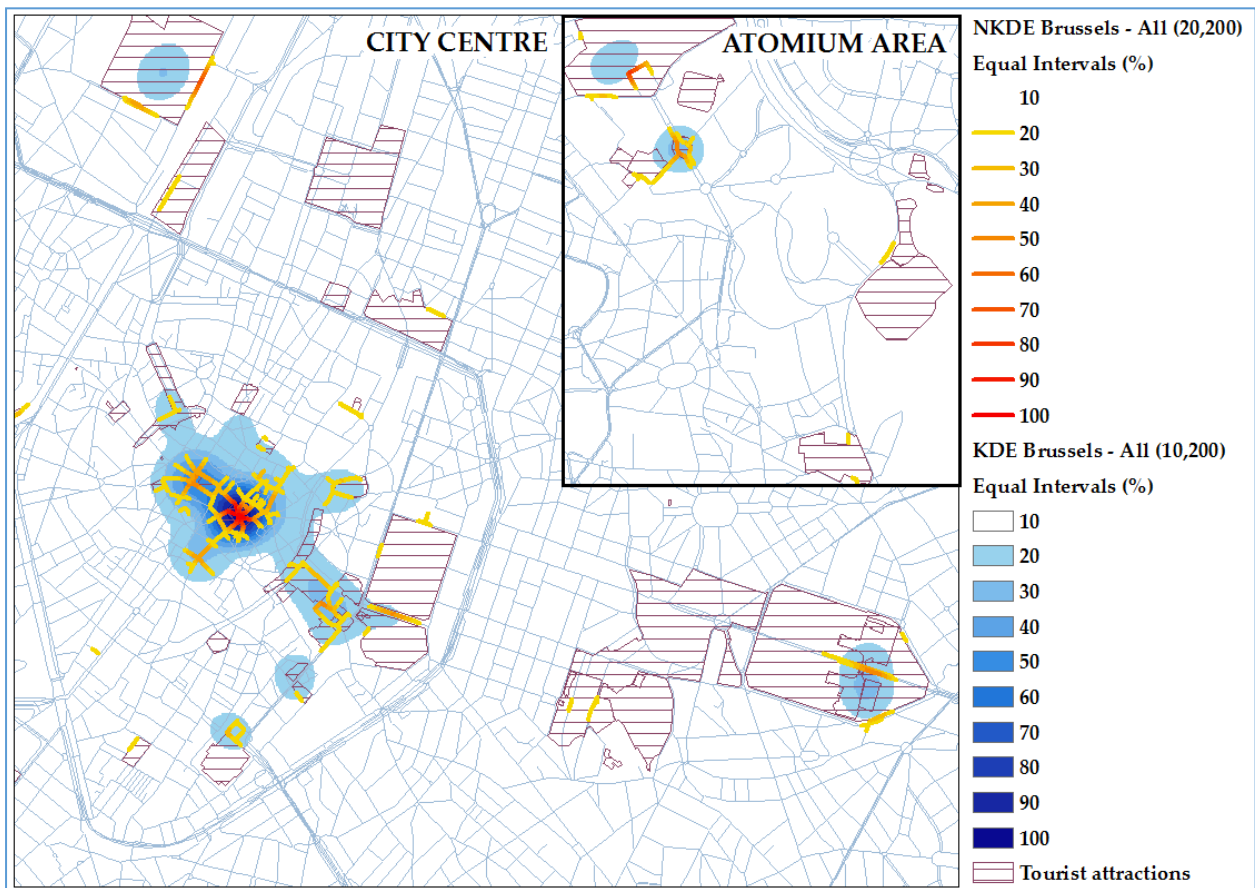 CITY CENTRE
ATOMIUM AREA
NKDE Brussels - All (20,200)
Equal Intervals (%)
10
20
30
40
50
60
70
80
90
100
KDE Brussels - All (10,200)
Equal Intervals (%)
10
20
30
40
50
60
70
80
90
100
Tourist attractions